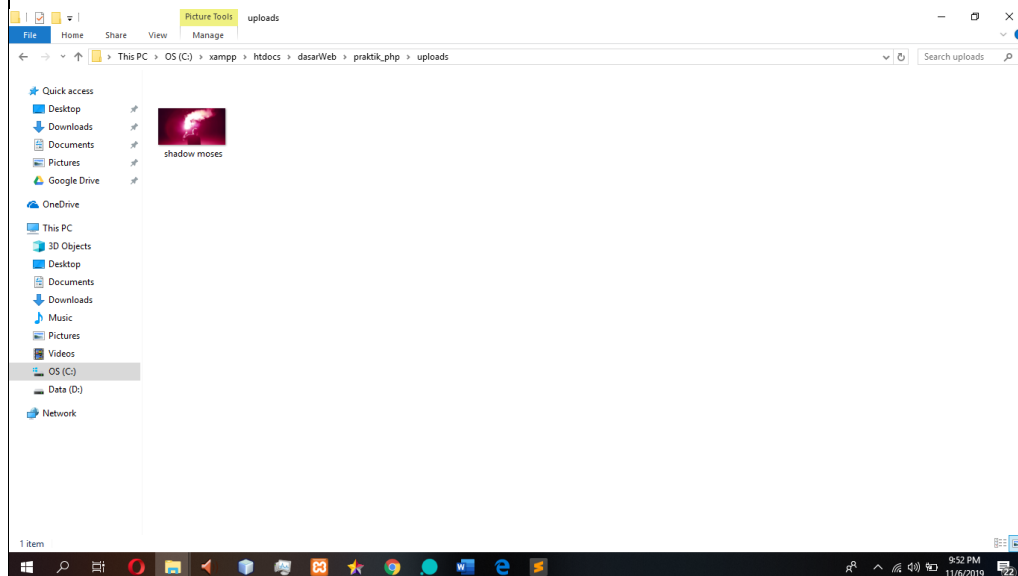 Picture Tools uploads
File Home Share View Manage
This PC > OS (C:) > xampp > htdocs > dasarWeb > praktik_php > uploads
Search uploads
Quick access
Desktop
Downloads
Documents
Pictures
Google Drive
OneDrive
This PC
3D Objects
Desktop
Documents
Downloads
Music
Pictures
Videos
OS (C:)
Data (D:)
Network
shadow moses
1 item
9:52 PM
11/6/2019
22